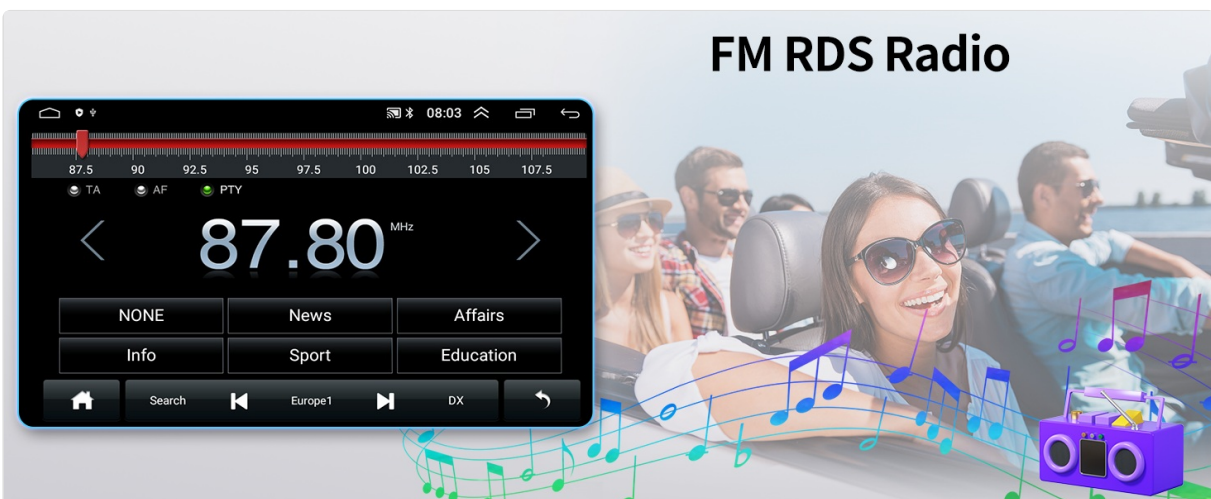 FM RDS Radio
08:03
87.5 90 92.5 95 97.5 100 102.5 105 107.5
TA AF PTY
87.80 MHz
NONE News Affairs
Info Sport Education
Search Europe1 DX